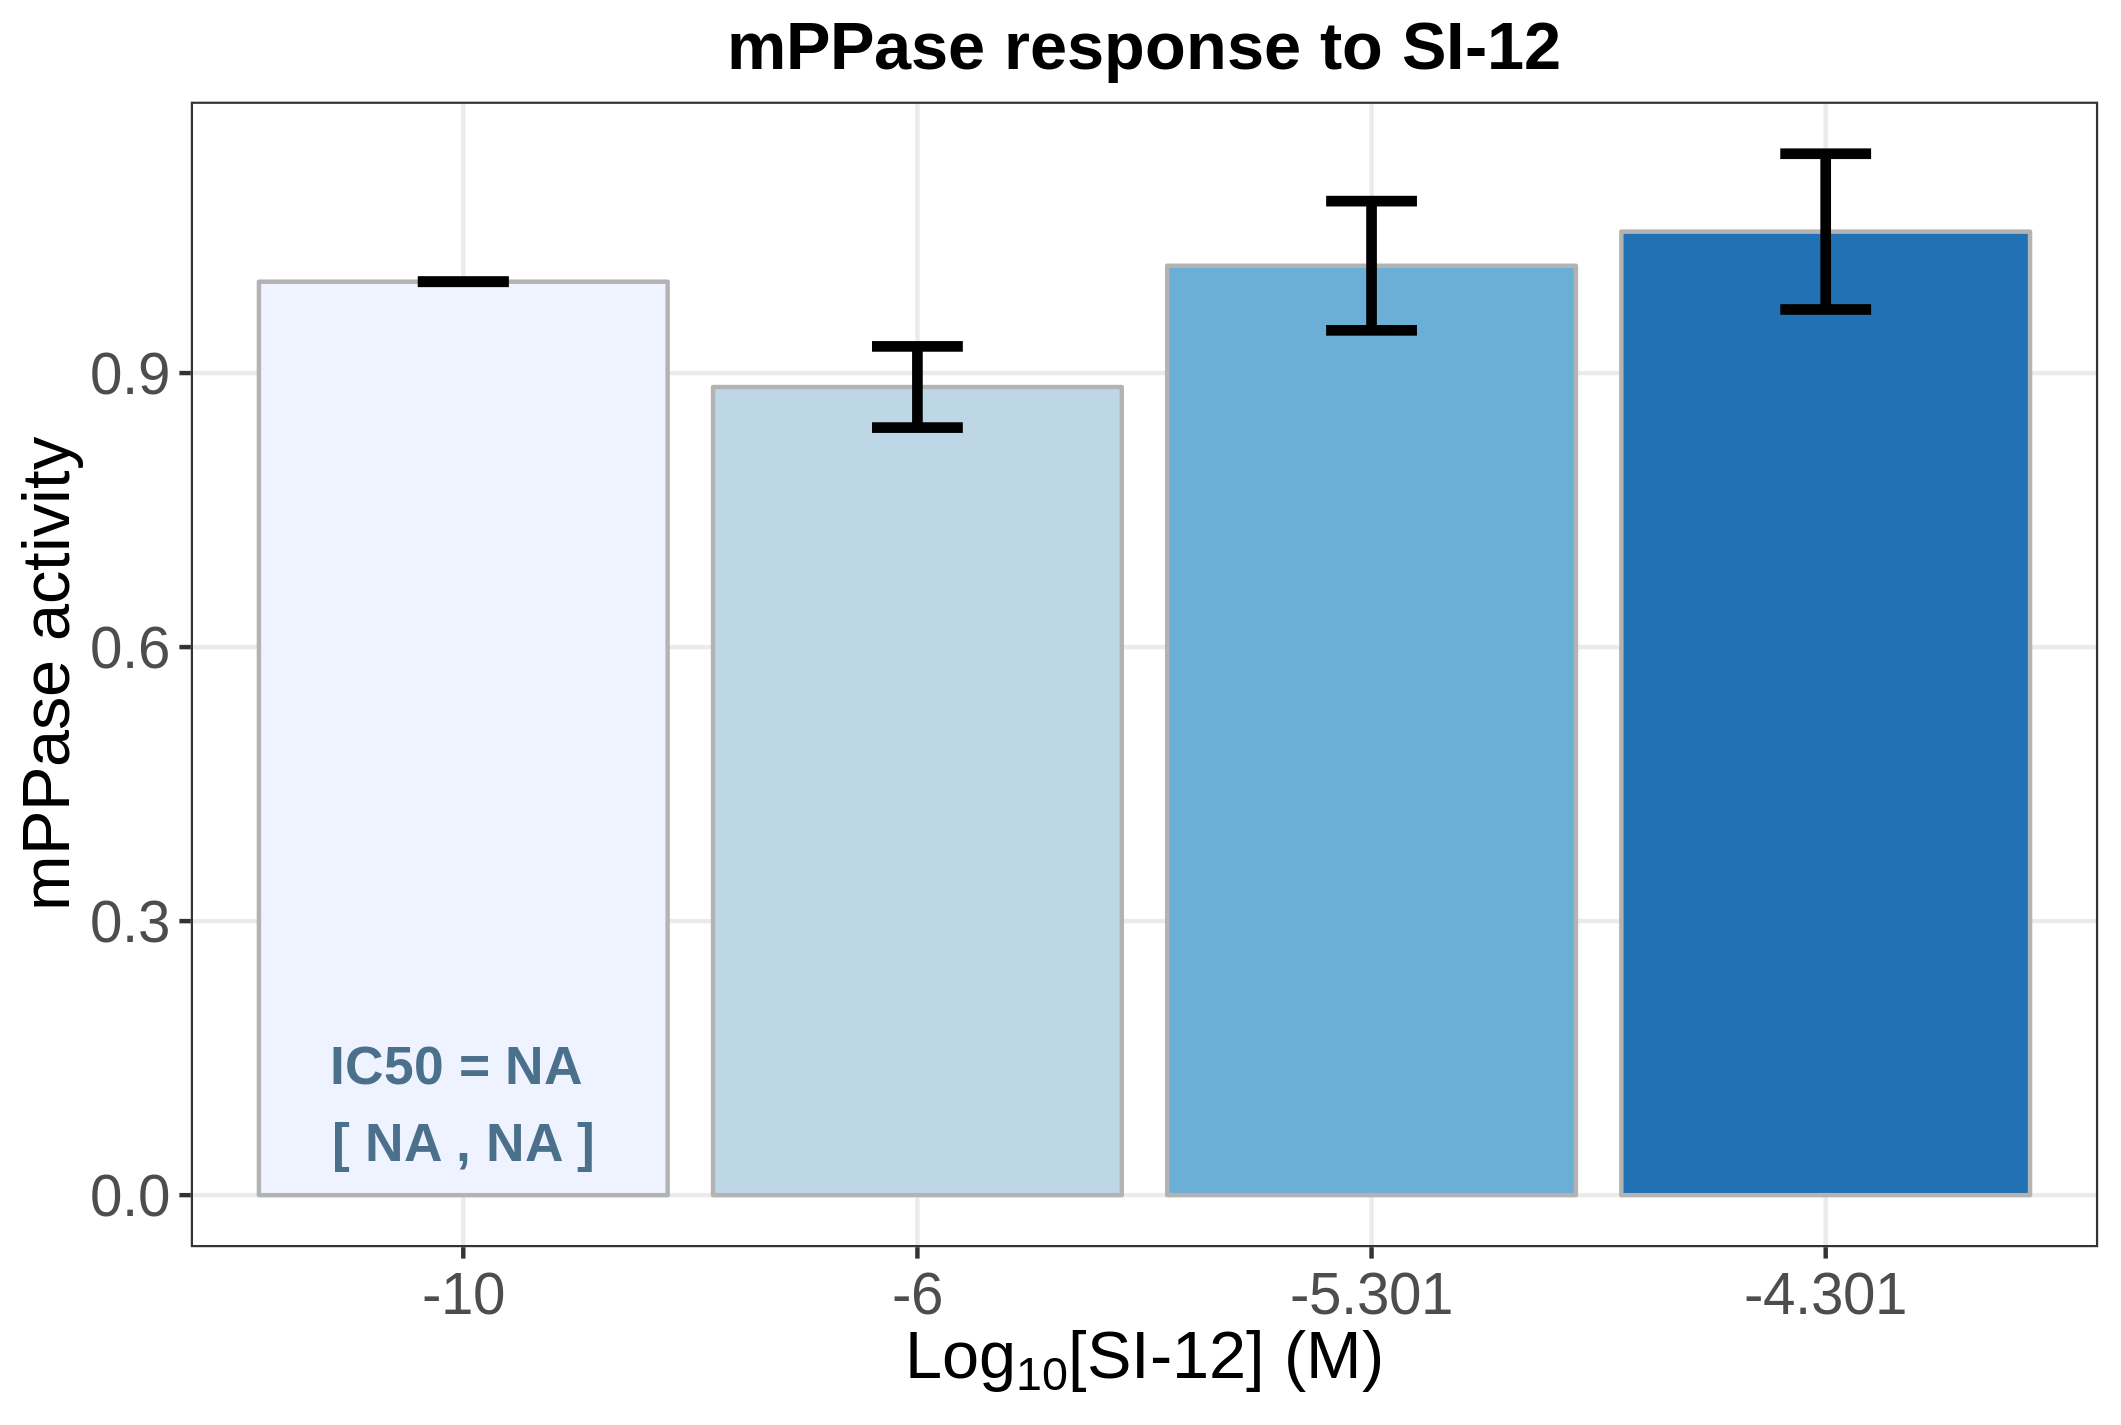 mPPase response to SI-12
mPPase activity
0.9
0.6
0.3
0.0
IC50 = NA
[ NA , NA ]
-10
-6
-5.301
-4.301
Log₁₀[SI-12] (M)